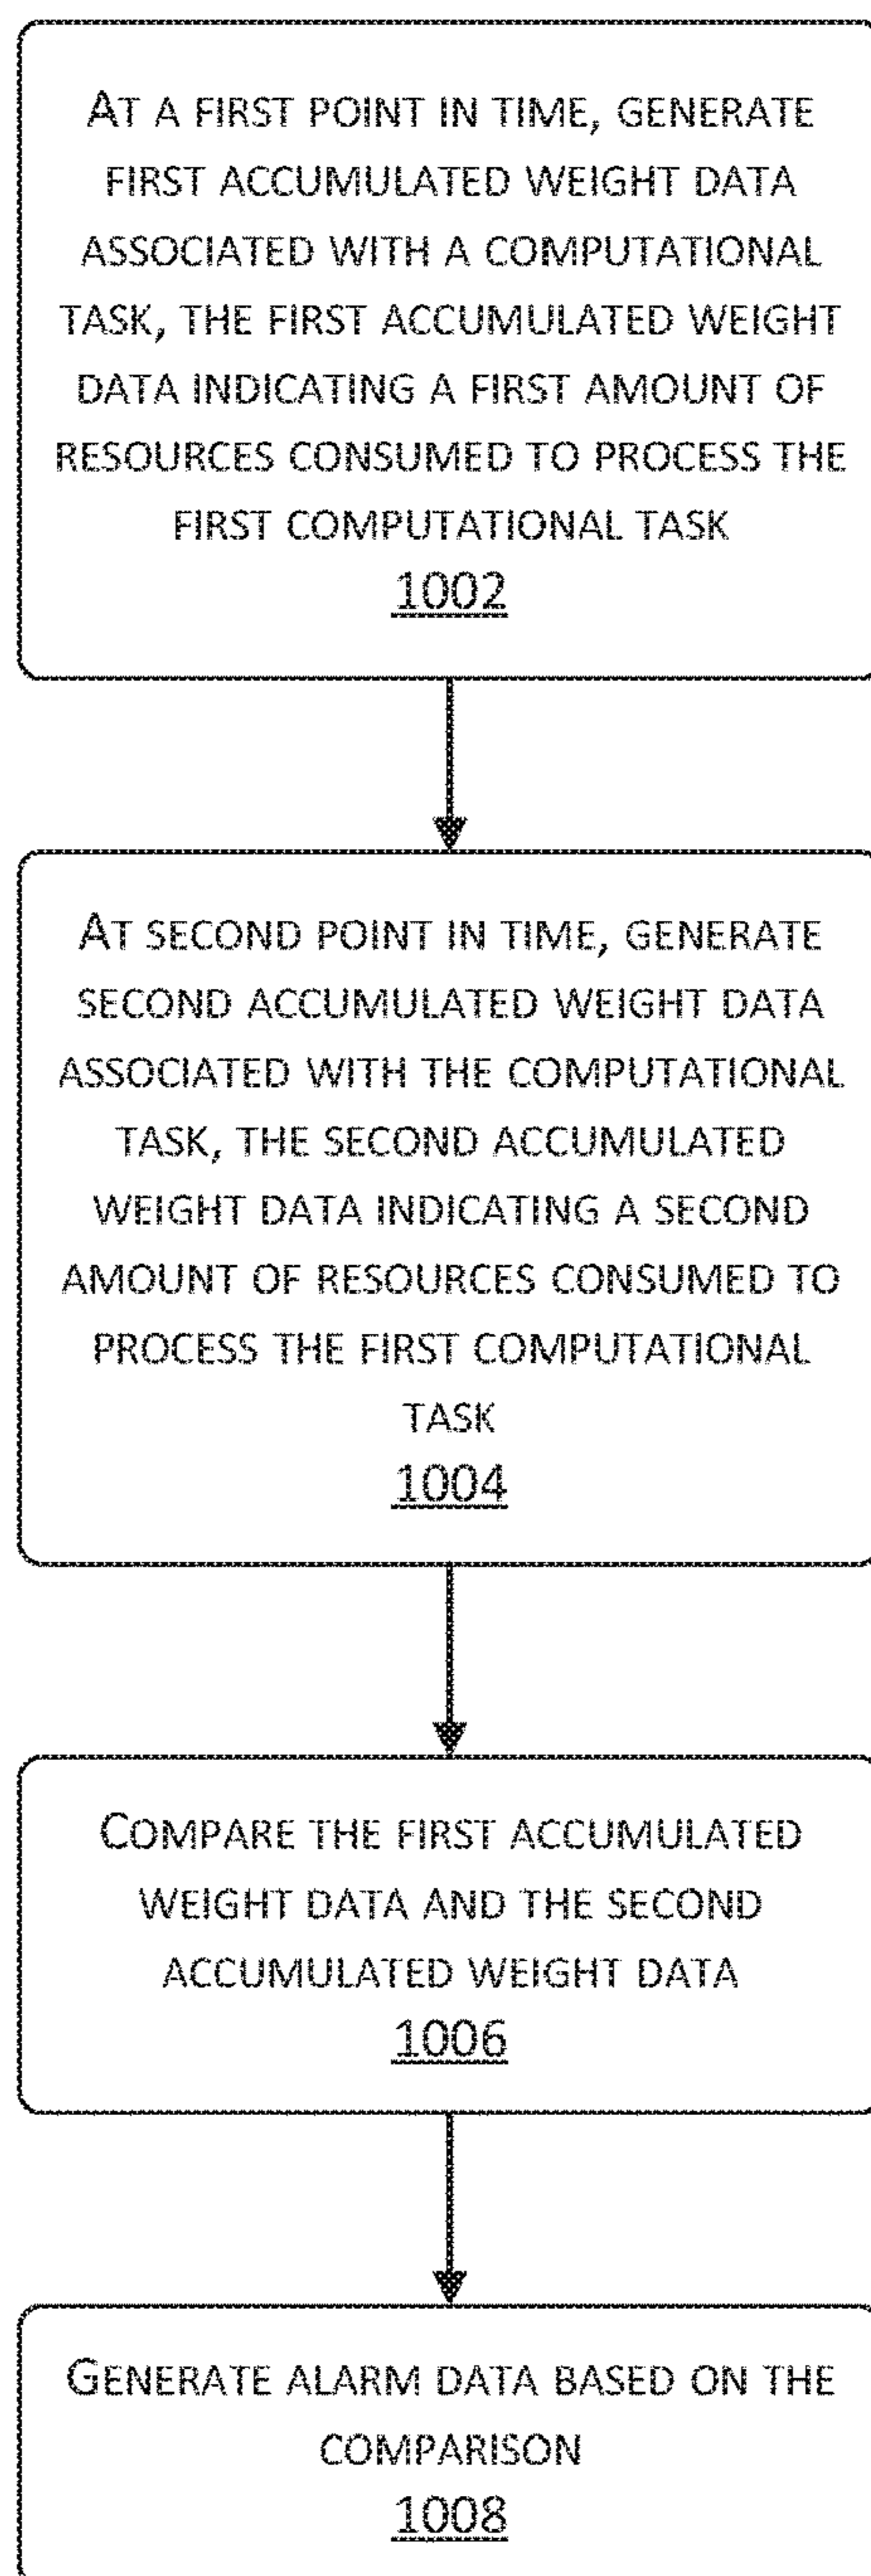 AT A FIRST POINT IN TIME, GENERATE
FIRST ACCUMULATED WEIGHT DATA
ASSOCIATED WITH A COMPUTATIONAL
TASK, THE FIRST ACCUMULATED WEIGHT
DATA INDICATING A FIRST AMOUNT OF
RESOURCES CONSUMED TO PROCESS THE
FIRST COMPUTATIONAL TASK
1002
AT SECOND POINT IN TIME, GENERATE
SECOND ACCUMULATED WEIGHT DATA
ASSOCIATED WITH THE COMPUTATIONAL
TASK, THE SECOND ACCUMULATED
WEIGHT DATA INDICATING A SECOND
AMOUNT OF RESOURCES CONSUMED TO
PROCESS THE FIRST COMPUTATIONAL
TASK
1004
COMPARE THE FIRST ACCUMULATED
WEIGHT DATA AND THE SECOND
ACCUMULATED WEIGHT DATA
1006
GENERATE ALARM DATA BASED ON THE
COMPARISON
1008